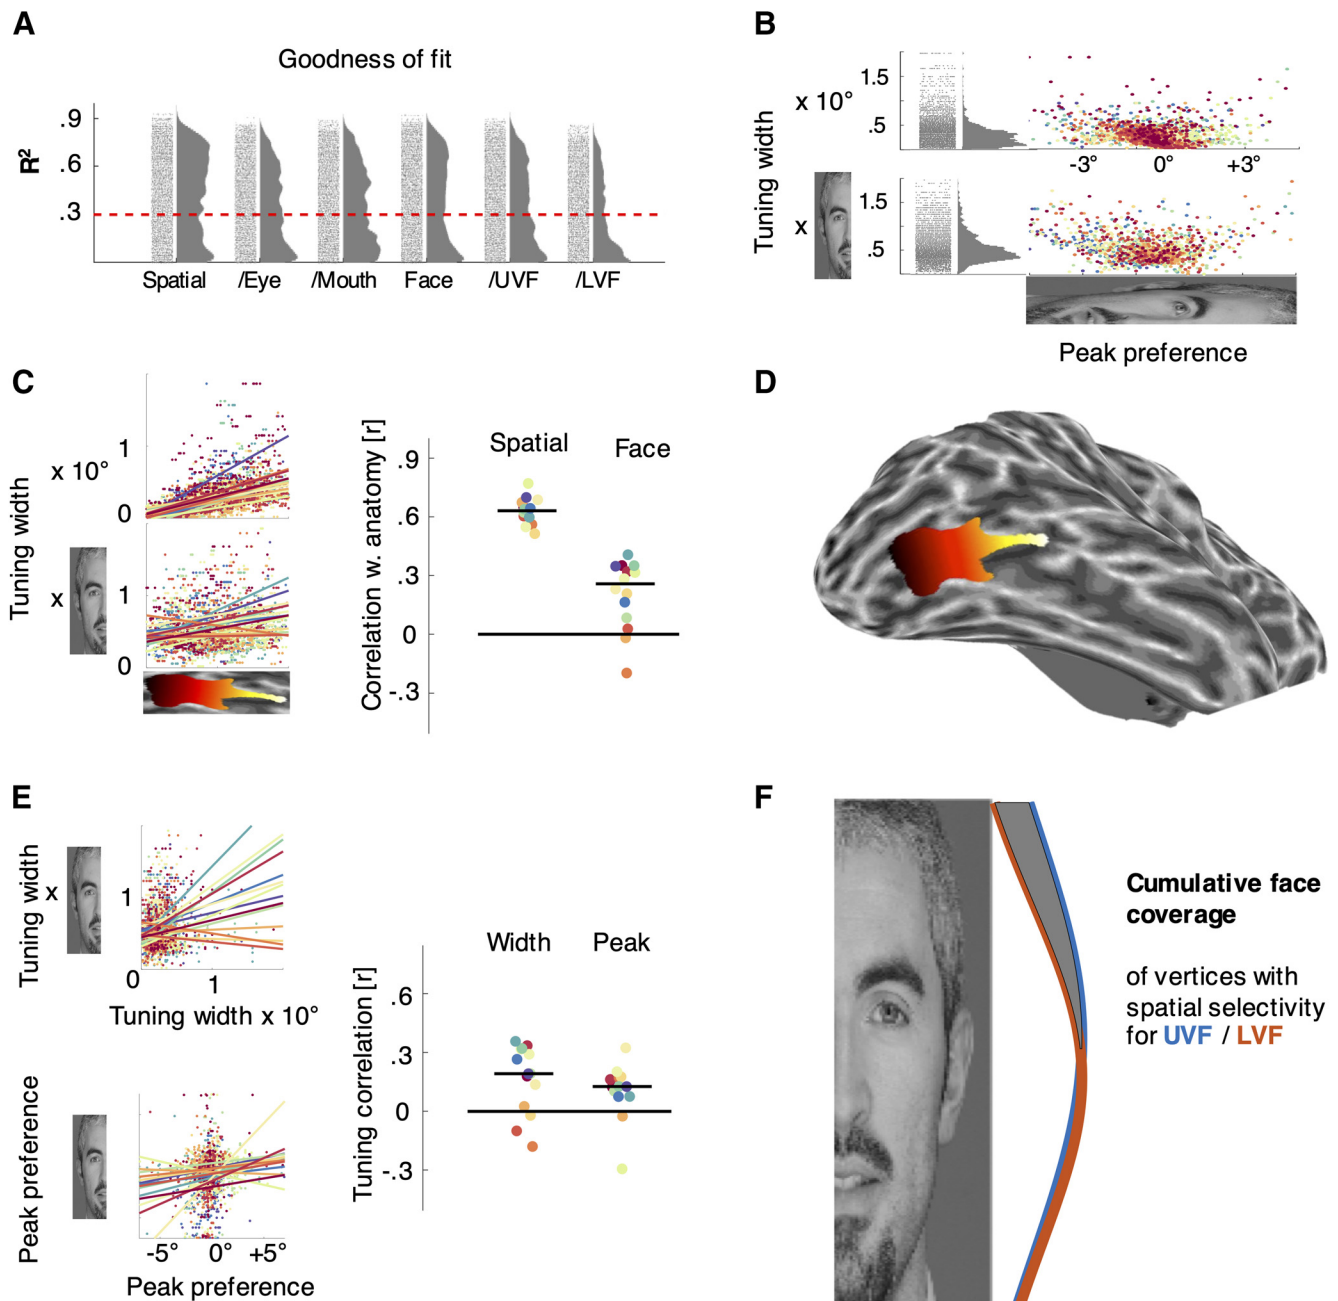 A
Goodness of fit
R²
.9
.6
.3
Spatial
/Eye
/Mouth
Face
/UVF
/LVF
B
Tuning width
x 10°
1.5
.5
-3°
0°
+3°
x
1.5
.5
Peak preference
C
Tuning width
x 10°
1
0
x
1
0
Correlation w. anatomy [r]
Spatial
Face
.9
.6
.3
0
-.3
D
E
Tuning width
x
1
0
1
Tuning width x 10°
Peak preference
-5°
0°
+5°
Peak preference
Tuning correlation [r]
Width
Peak
.6
.3
0
-.3
F
Cumulative face
coverage
of vertices with
spatial selectivity
for UVF / LVF